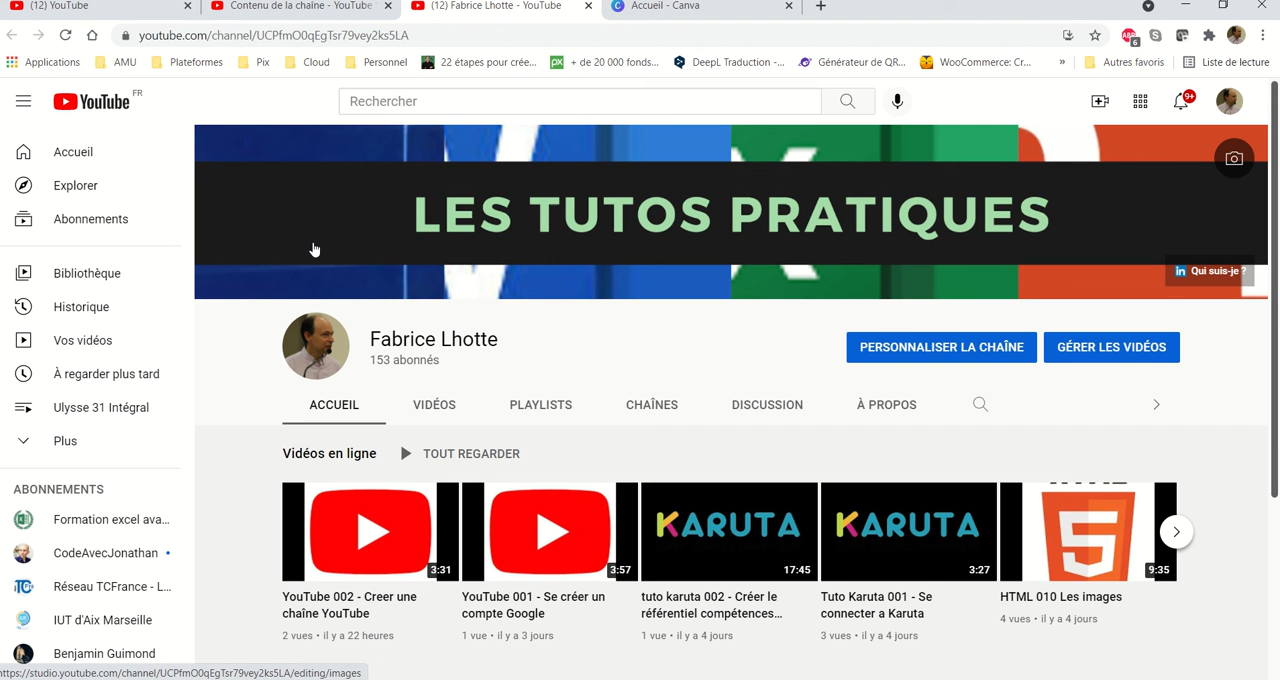 (12) YouTube
Contenu de la chaîne - YouTube
(12) Fabrice Lhotte - YouTube
Accueil - Canva
youtube.com/channel/UCPfmO0qEgTsr79vey2ks5LA
6
Applications
AMU
Plateformes
Pix
Cloud
Personnel
22 étapes pour crée...
px
+ de 20 000 fonds...
DeepL Traduction -...
Générateur de QR...
WooCommerce: Cr...
»
Autres favoris
Liste de lecture
YouTube FR
Rechercher
9+
Accueil
Explorer
Abonnements
Bibliothèque
Historique
Vos vidéos
À regarder plus tard
Ulysse 31 Intégral
Plus
ABONNEMENTS
Formation excel ava...
CodeAvecJonathan
Réseau TCFrance - L...
IUT d'Aix Marseille
Benjamin Guimond
LES TUTOS PRATIQUES
in Qui suis-je ?
Fabrice Lhotte
153 abonnés
PERSONNALISER LA CHAÎNE
GÉRER LES VIDÉOS
ACCUEIL
VIDÉOS
PLAYLISTS
CHAÎNES
DISCUSSION
À PROPOS
Vidéos en ligne
TOUT REGARDER
3:31
YouTube 002 - Creer une
chaîne YouTube
2 vues • il y a 22 heures
3:57
YouTube 001 - Se créer un
compte Google
1 vue • il y a 3 jours
KARUTA
17:45
tuto karuta 002 - Créer le
référentiel compétences...
1 vue • il y a 4 jours
KARUTA
3:27
Tuto Karuta 001 - Se
connecter a Karuta
3 vues • il y a 4 jours
5
9:35
HTML 010 Les images
4 vues • il y a 4 jours
https://studio.youtube.com/channel/UCPfmO0qEgTsr79vey2ks5LA/editing/images